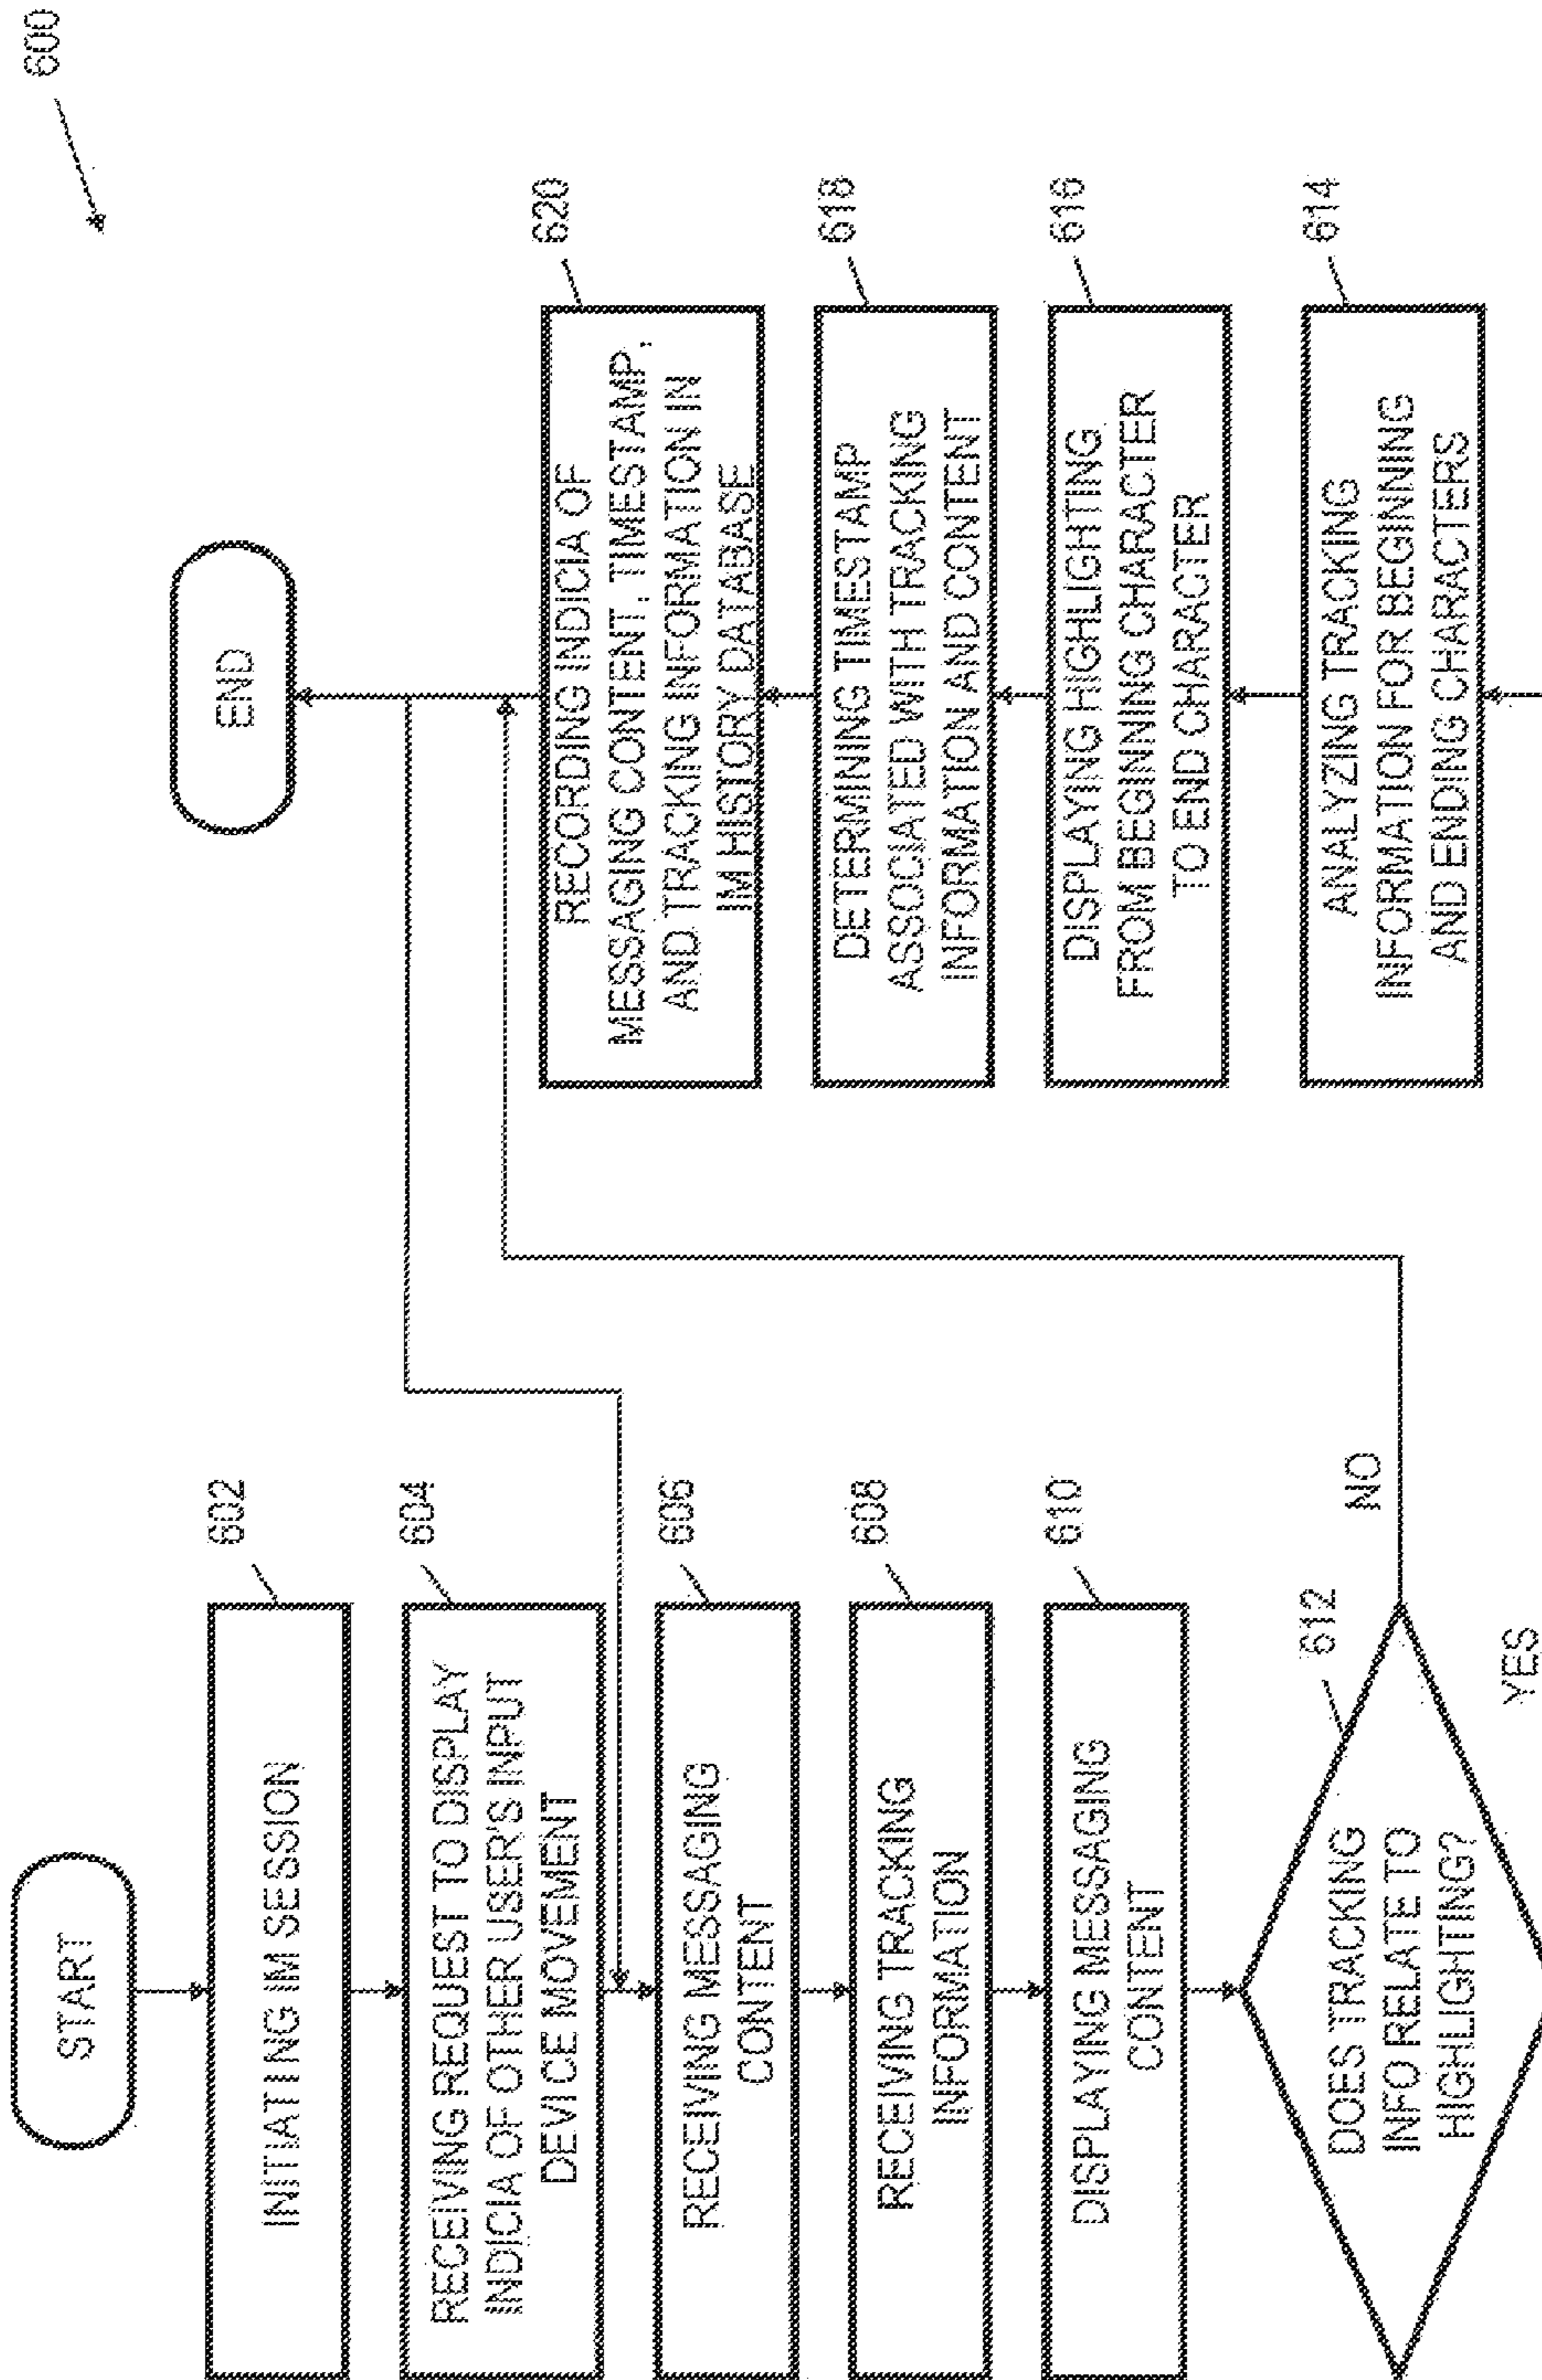 600
START
602
INITIATING IM SESSION
604
RECEIVING REQUEST TO DISPLAY
INDICIA OF OTHER USER'S INPUT
DEVICE MOVEMENT
606
RECEIVING MESSAGING
CONTENT
608
RECEIVING TRACKING
INFORMATION
610
DISPLAYING MESSAGING
CONTENT
612
DOES TRACKING
INFO RELATE TO
HIGHLIGHTING?
NO
YES
614
ANALYZING TRACKING
INFORMATION FOR BEGINNING
AND ENDING CHARACTERS
616
DISPLAYING HIGHLIGHTING
FROM BEGINNING CHARACTER
TO END CHARACTER
618
DETERMINING TIMESTAMP
ASSOCIATED WITH TRACKING
INFORMATION AND CONTENT
620
RECORDING INDICIA OF
MESSAGING CONTENT, TIMESTAMP,
AND TRACKING INFORMATION IN
IM HISTORY DATABASE
END